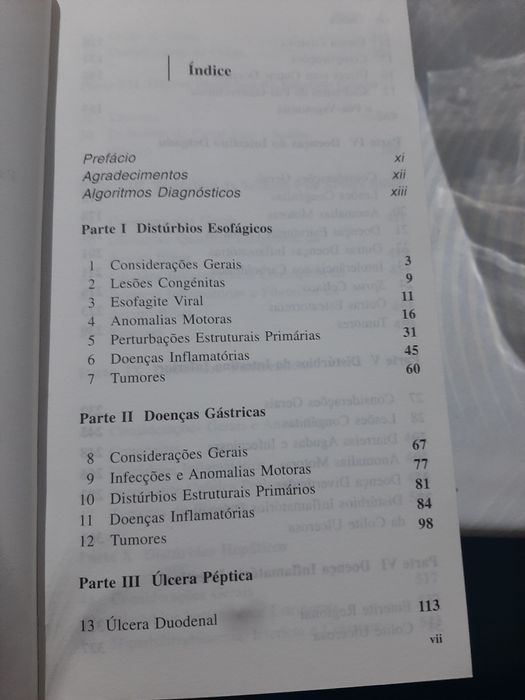 Índice
Prefácio xi
Agradecimentos xii
Algoritmos Diagnósticos xiii
Parte I Distúrbios Esofágicos
1 Considerações Gerais 3
2 Lesões Congénitas 9
3 Esofagite Viral 11
4 Anomalias Motoras 16
5 Perturbações Estruturais Primárias 31
6 Doenças Inflamatórias 45
7 Tumores 60
Parte II Doenças Gástricas
8 Considerações Gerais 67
9 Infecções e Anomalias Motoras 77
10 Distúrbios Estruturais Primários 81
11 Doenças Inflamatórias 84
12 Tumores 98
Parte III Úlcera Péptica
13 Úlcera Duodenal 113
vii